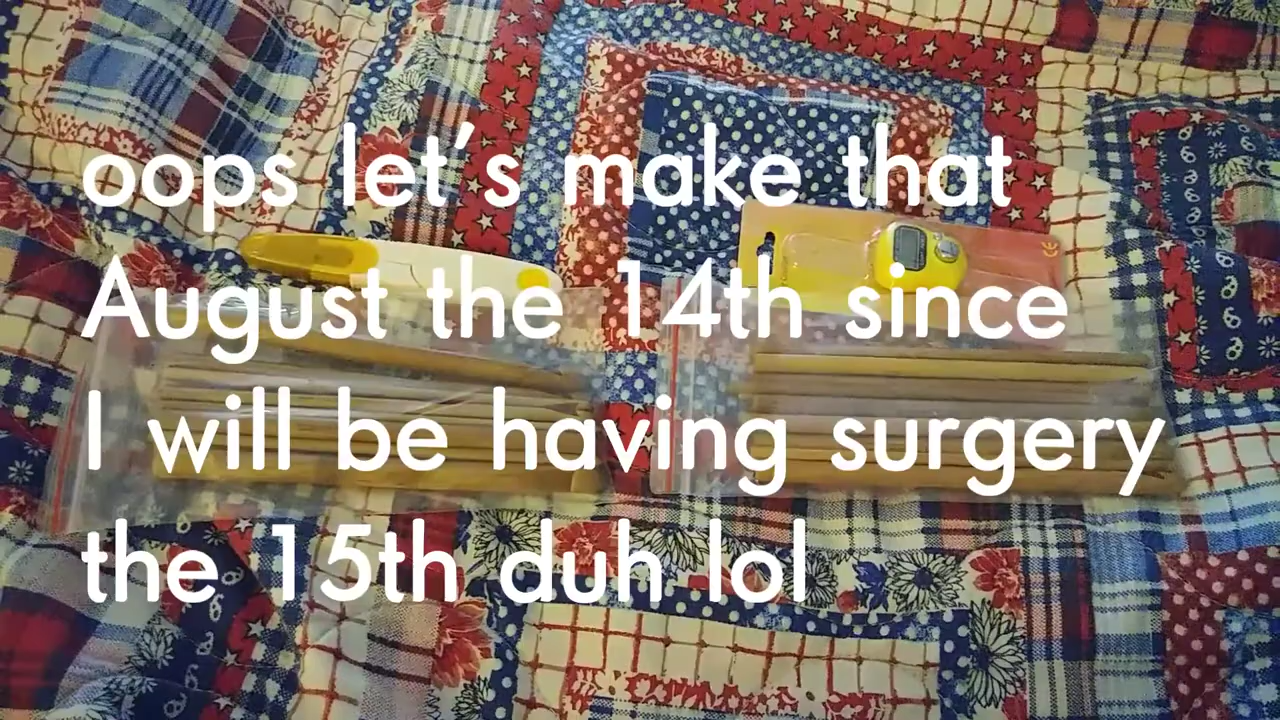 oops let's make that
August the 14th since
I will be having surgery
the 15th duh lol